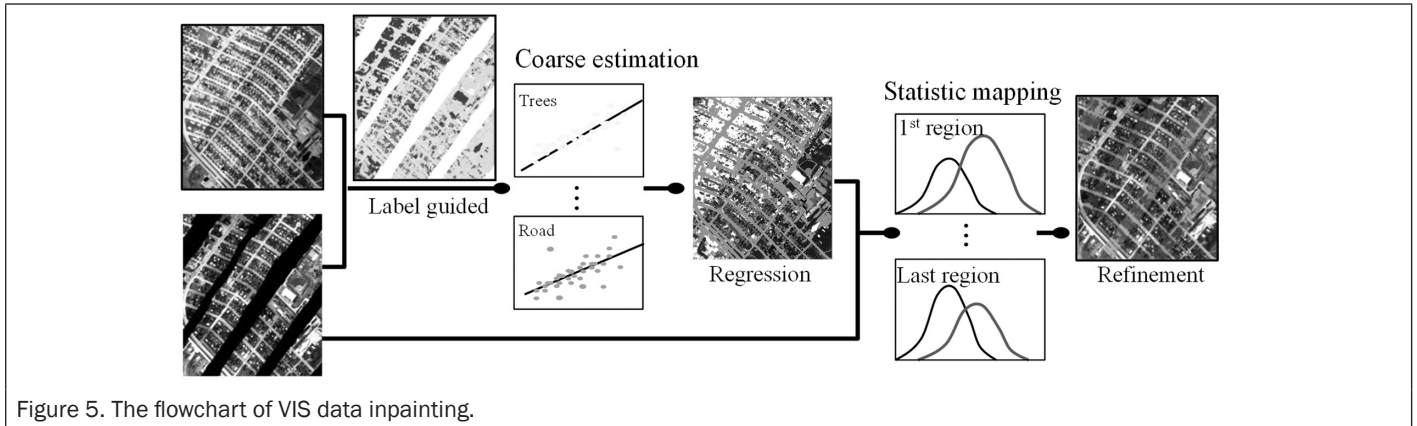 Coarse estimation
Trees
Label guided
Road
Regression
Statistic mapping
1st region
Last region
Refinement
Figure 5. The flowchart of VIS data inpainting.